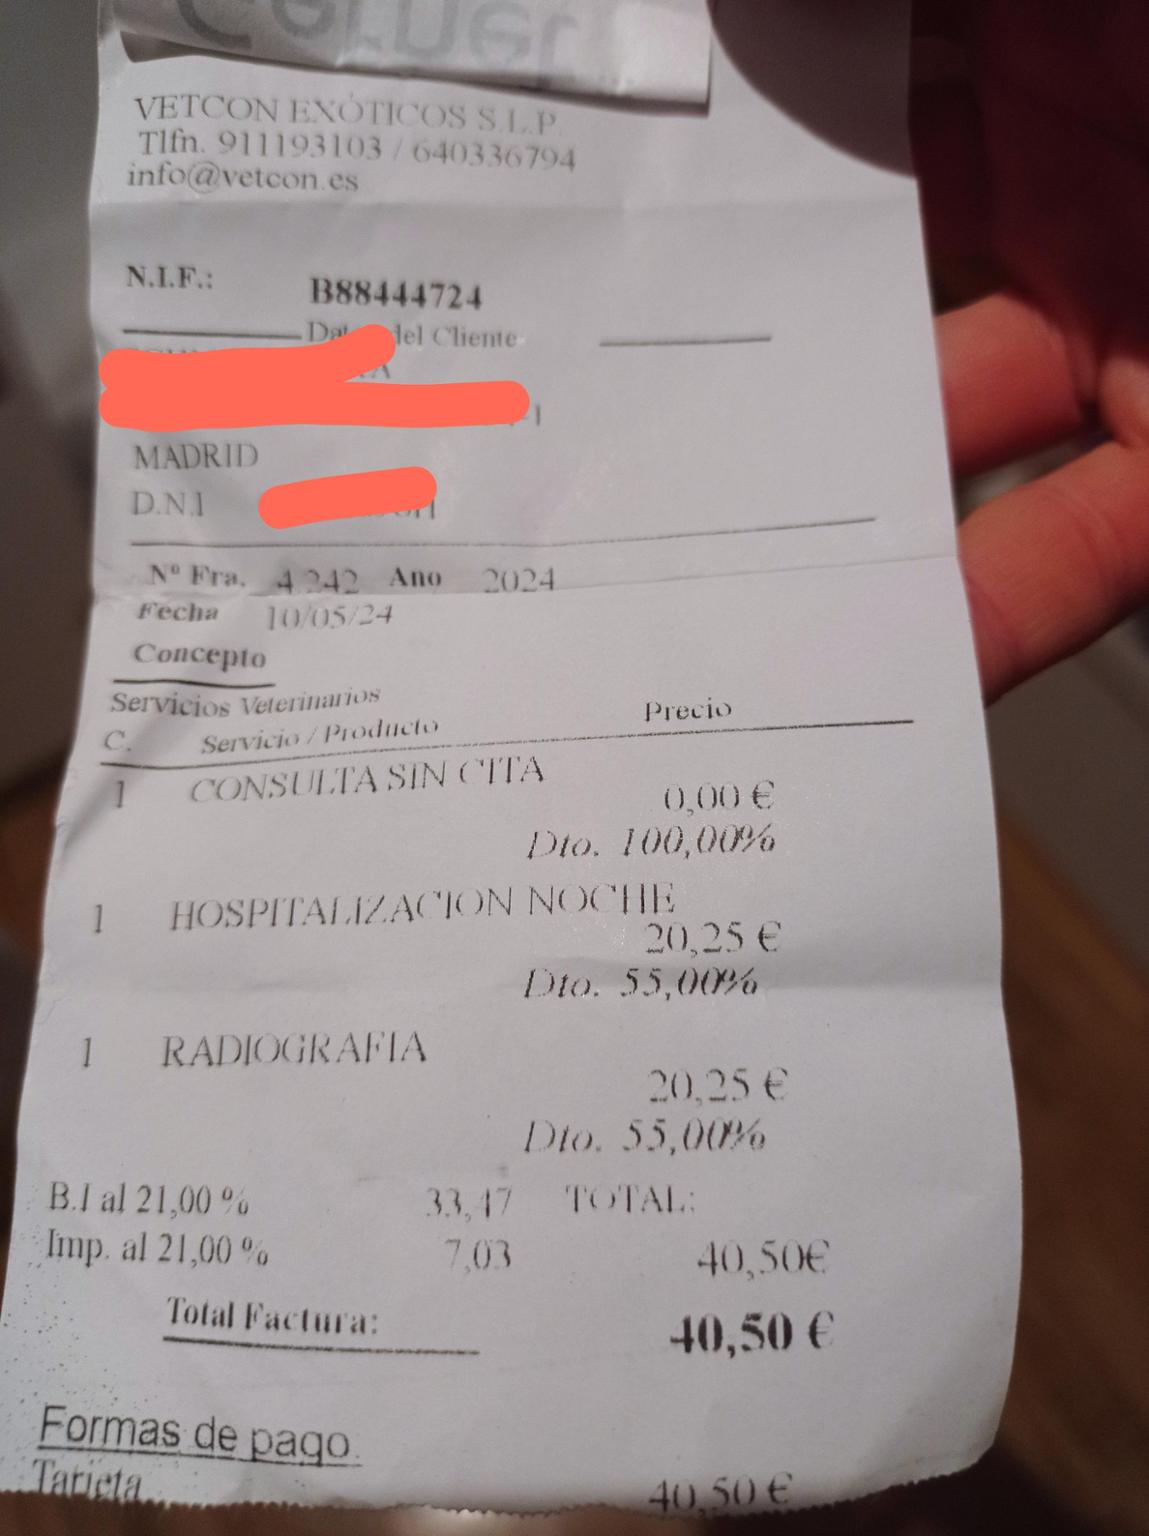 VETCON EXÓTICOS S.L.P.
Tlfn. 911193103 / 640336794
info@vetcon.es
N.I.F.: B88444724
del Cliente
MADRID
D.N.I
Nº Fra. 4.242 Ano 2024
Fecha 10/05/24
Concepto
Servicios Veterinarios
C. Servicio / Producto Precio
1 CONSULTA SIN CITA
0,00 €
Dto. 100,00%
1 HOSPITALIZACION NOCHE
20,25 €
Dto. 55,00%
1 RADIOGRAFIA
20,25 €
Dto. 55,00%
B.I al 21,00 % 33,47 TOTAL:
Imp. al 21,00 % 7,03 40,50€
Total Factura: 40,50 €
Formas de pago
Tarjeta 40,50 €